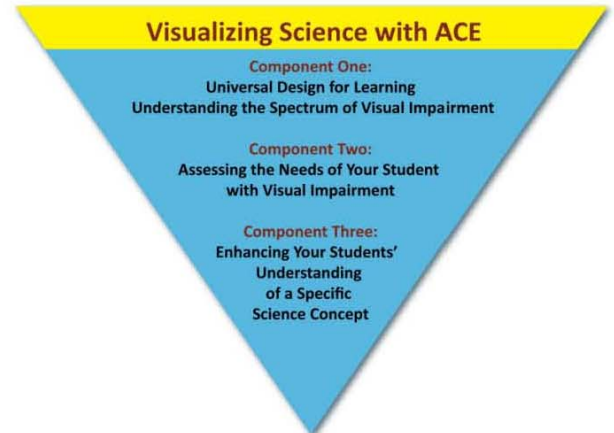 Visualizing Science with ACE
Component One:
Universal Design for Learning
Understanding the Spectrum of Visual Impairment
Component Two:
Assessing the Needs of Your Student
with Visual Impairment
Component Three:
Enhancing Your Students’
Understanding
of a Specific
Science Concept